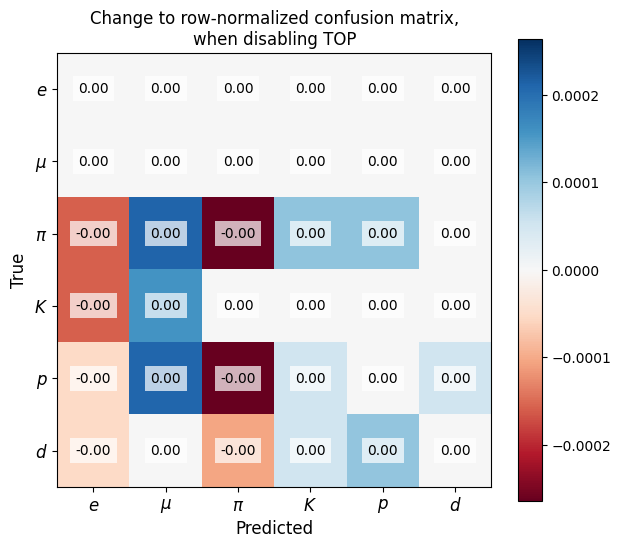 Change to row-normalized confusion matrix,
when disabling TOP
e 0.00 0.00 0.00 0.00 0.00 0.00
μ 0.00 0.00 0.00 0.00 0.00 0.00
π -0.00 0.00 -0.00 0.00 0.00 0.00
K -0.00 0.00 0.00 0.00 0.00 0.00
p -0.00 0.00 -0.00 0.00 0.00 0.00
d -0.00 0.00 -0.00 0.00 0.00 0.00
e μ π K p d
Predicted
True
0.0002
0.0001
0.0000
−0.0001
−0.0002